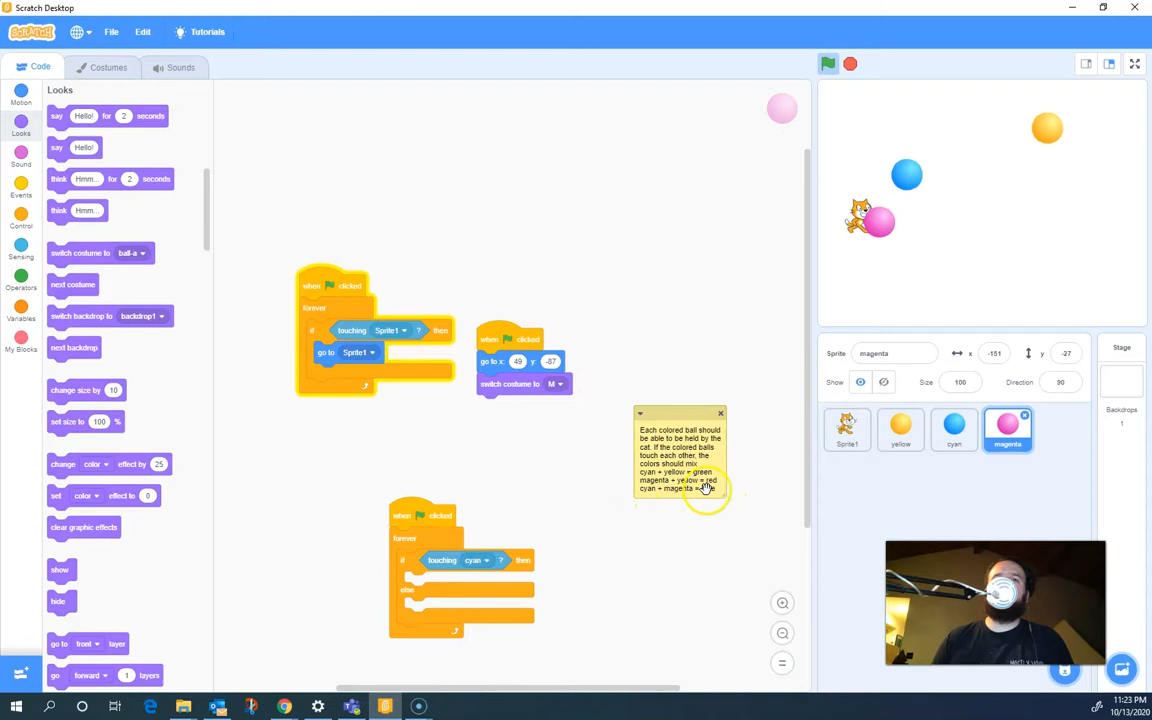 Scratch Desktop
SCRATCH
File
Edit
Tutorials
Code
Costumes
Sounds
Motion
Looks
Sound
Events
Control
Sensing
Operators
Variables
My Blocks
Looks
say Hello! for 2 seconds
say Hello!
think Hmm... for 2 seconds
think Hmm...
switch costume to ball-a
next costume
switch backdrop to backdrop1
next backdrop
change size by 10
set size to 100 %
change color effect by 25
set color effect to 0
clear graphic effects
show
hide
go to front layer
go forward 1 layers
when clicked
forever
if touching Sprite1 ? then
go to Sprite1
when clicked
go to x: 49 y: -87
switch costume to M
Each colored ball should
be able to be held by the
cat. If the colored balls
touch each other, the
colors should mix
cyan + yellow = green
magenta + yellow = red
cyan + magenta =
when clicked
forever
if touching cyan ? then
else
Sprite magenta x -151 y -27
Show Size 100 Direction 90
Sprite1
yellow
cyan
magenta
Stage
Backdrops
1
11:23 PM
10/13/2020